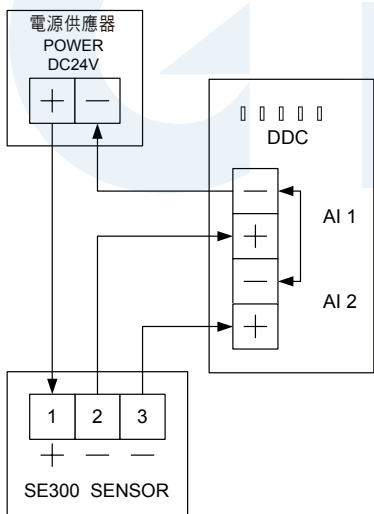 電源供應器
POWER
DC24V
+ −
DDC
−
AI 1
+
−
AI 2
+
1 2 3
+ − −
SE300 SENSOR